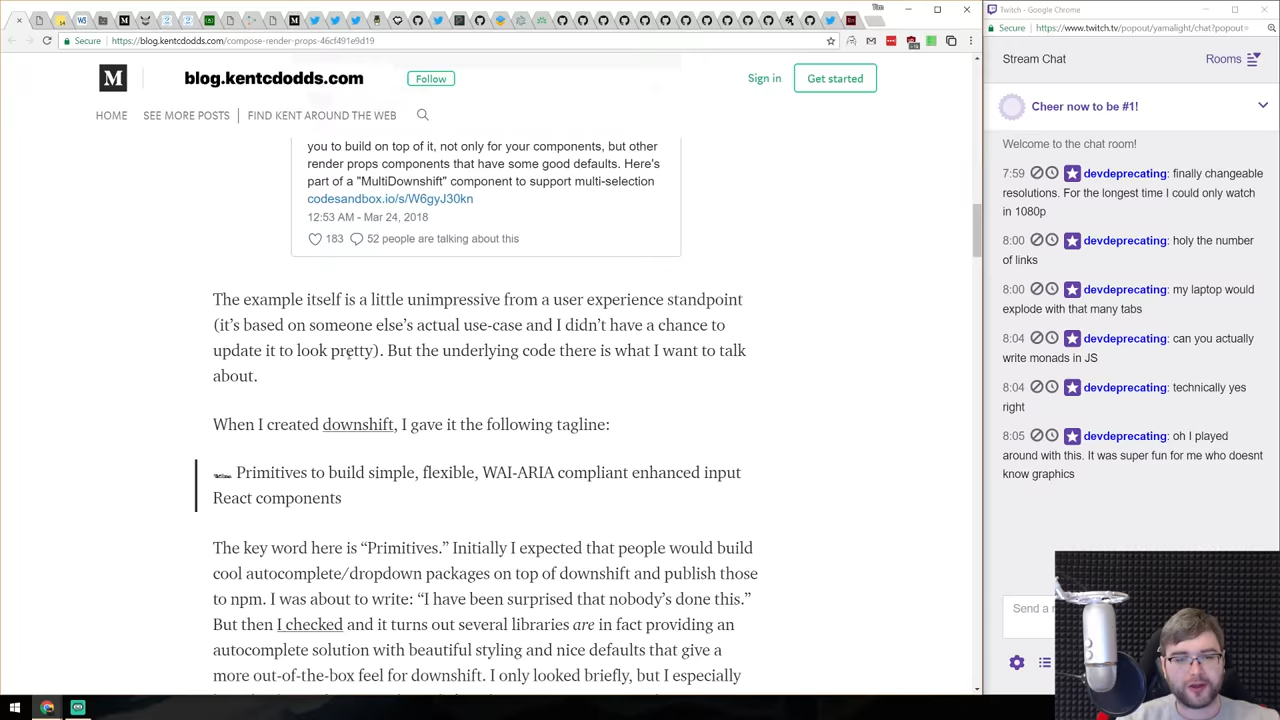 Tim
Twitch - Google Chrome
Secure
https://blog.kentcdodds.com/compose-render-props-46cf491e9d19
Secure
https://www.twitch.tv/popout/yamalight/chat?popout=
M
blog.kentcdodds.com
Follow
Sign in
Get started
HOME
SEE MORE POSTS
FIND KENT AROUND THE WEB
you to build on top of it, not only for your components, but other
render props components that have some good defaults. Here's
part of a "MultiDownshift" component to support multi-selection
codesandbox.io/s/W6gyJ30kn
12:53 AM - Mar 24, 2018
183
52 people are talking about this
The example itself is a little unimpressive from a user experience standpoint
(it’s based on someone else’s actual use-case and I didn’t have a chance to
update it to look pretty). But the underlying code there is what I want to talk
about.
When I created downshift, I gave it the following tagline:
Primitives to build simple, flexible, WAI-ARIA compliant enhanced input
React components
The key word here is “Primitives.” Initially I expected that people would build
cool autocomplete/dropdown packages on top of downshift and publish those
to npm. I was about to write: “I have been surprised that nobody’s done this.”
But then I checked and it turns out several libraries are in fact providing an
autocomplete solution with beautiful styling and nice defaults that give a
more out-of-the-box feel for downshift. I only looked briefly, but I especially
Stream Chat
Rooms
Cheer now to be #1!
Welcome to the chat room!
7:59 devdeprecating: finally changeable
resolutions. For the longest time I could only watch
in 1080p
8:00 devdeprecating: holy the number
of links
8:00 devdeprecating: my laptop would
explode with that many tabs
8:04 devdeprecating: can you actually
write monads in JS
8:04 devdeprecating: technically yes
right
8:05 devdeprecating: oh I played
around with this. It was super fun for me who doesnt
know graphics
Send a